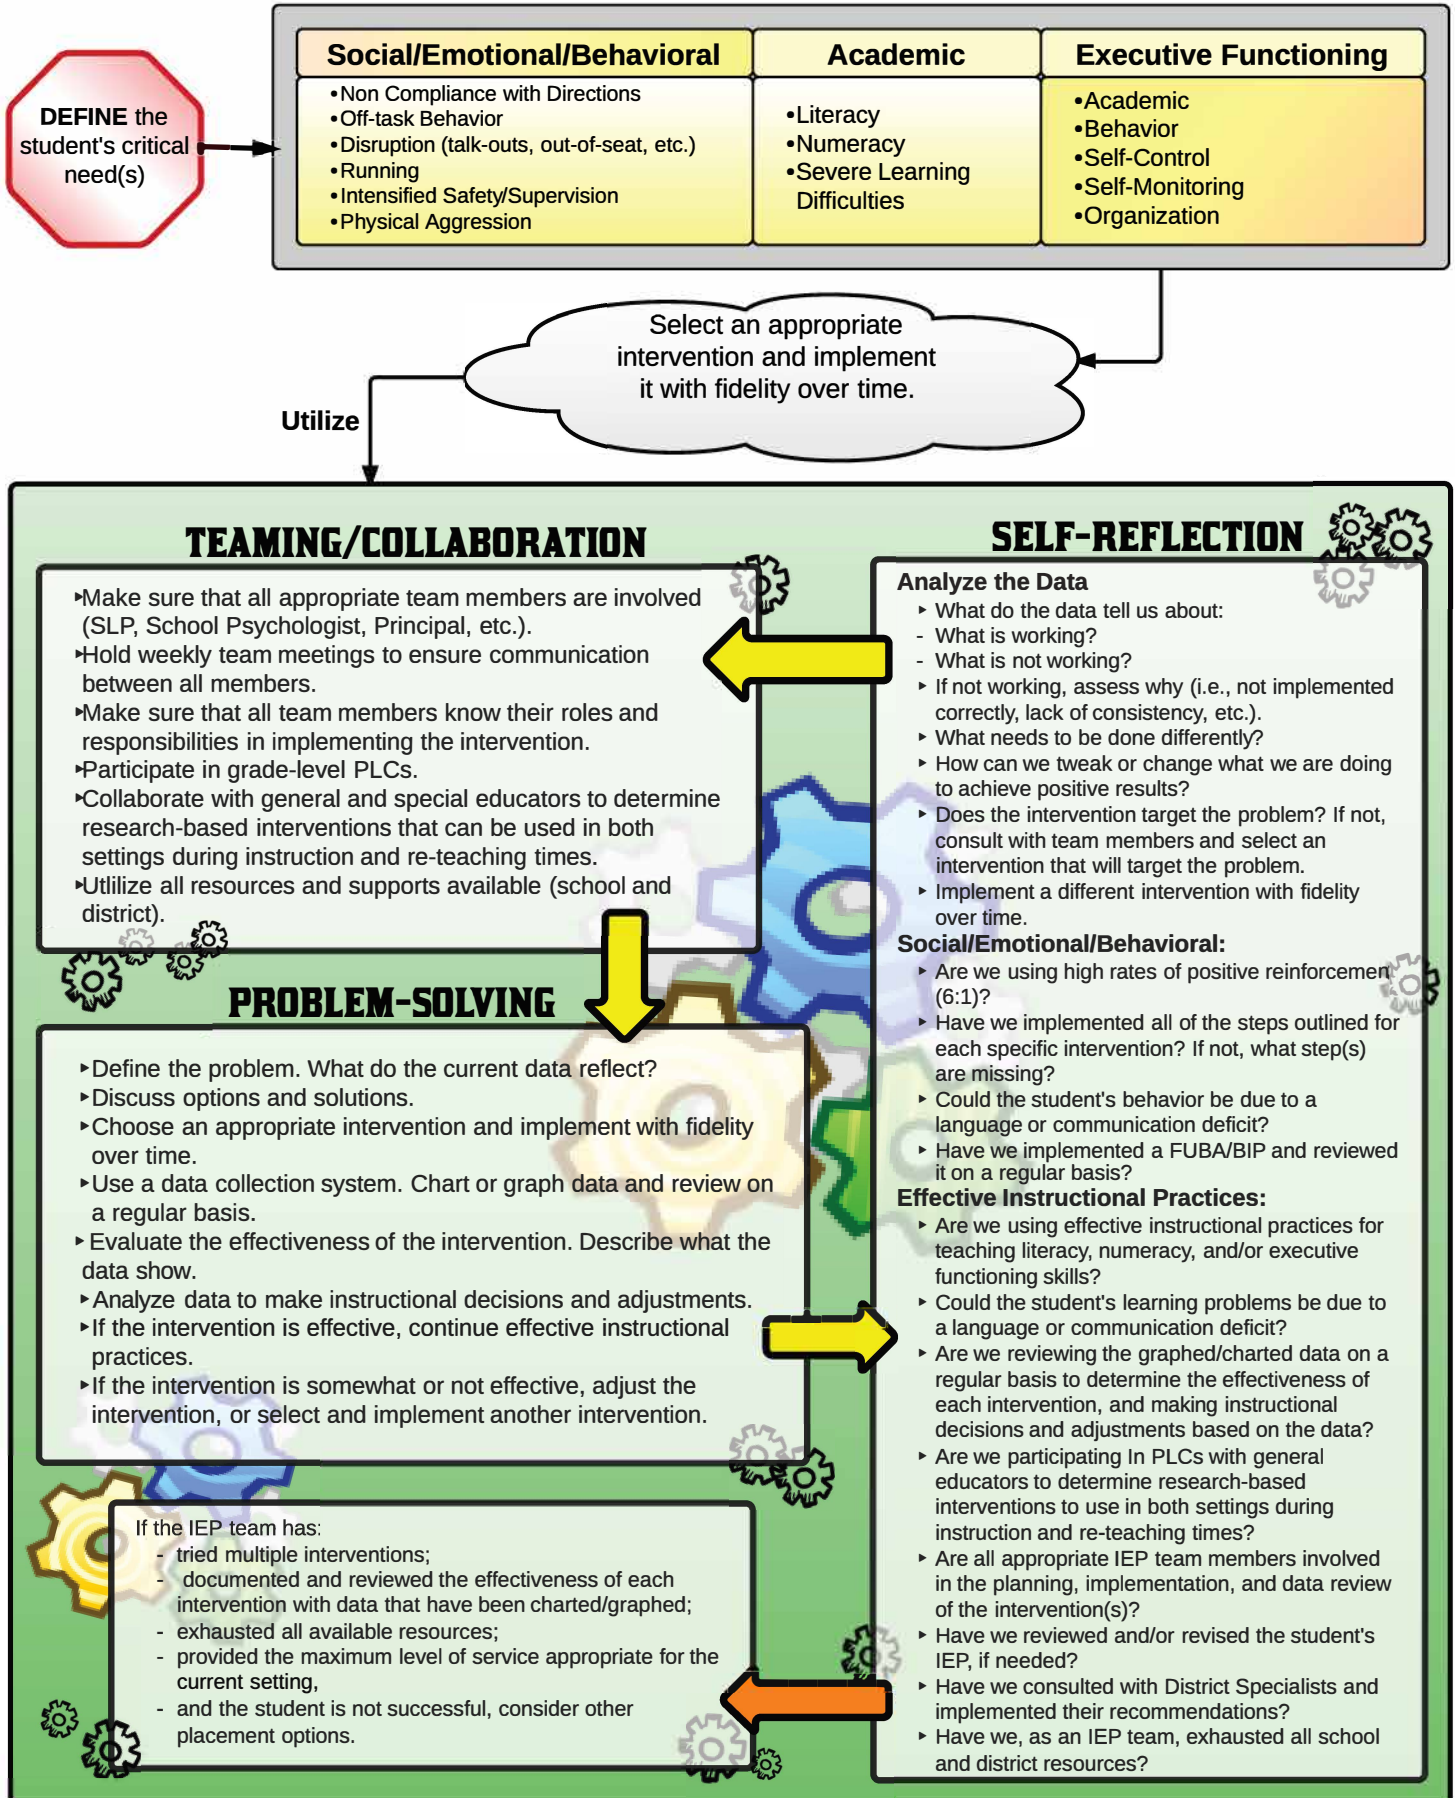 DEFINE the
student's critical
need(s)
Social/Emotional/Behavioral
•Non Compliance with Directions
•Off-task Behavior
•Disruption (talk-outs, out-of-seat, etc.)
•Running
•Intensified Safety/Supervision
•Physical Aggression
Academic
•Literacy
•Numeracy
•Severe Learning
Difficulties
Executive Functioning
•Academic
•Behavior
•Self-Control
•Self-Monitoring
•Organization
Select an appropriate
intervention and implement
it with fidelity over time.
Utilize
TEAMING/COLLABORATION
▸Make sure that all appropriate team members are involved
(SLP, School Psychologist, Principal, etc.).
▸Hold weekly team meetings to ensure communication
between all members.
▸Make sure that all team members know their roles and
responsibilities in implementing the intervention.
▸Participate in grade-level PLCs.
▸Collaborate with general and special educators to determine
research-based interventions that can be used in both
settings during instruction and re-teaching times.
▸Utlilize all resources and supports available (school and
district).
PROBLEM-SOLVING
▸Define the problem. What do the current data reflect?
▸Discuss options and solutions.
▸Choose an appropriate intervention and implement with fidelity
over time.
▸Use a data collection system. Chart or graph data and review on
a regular basis.
▸Evaluate the effectiveness of the intervention. Describe what the
data show.
▸Analyze data to make instructional decisions and adjustments.
▸If the intervention is effective, continue effective instructional
practices.
▸If the intervention is somewhat or not effective, adjust the
intervention, or select and implement another intervention.
If the IEP team has:
- tried multiple interventions;
- documented and reviewed the effectiveness of each
intervention with data that have been charted/graphed;
- exhausted all available resources;
- provided the maximum level of service appropriate for the
current setting,
- and the student is not successful, consider other
placement options.
SELF-REFLECTION
Analyze the Data
▸ What do the data tell us about:
- What is working?
- What is not working?
▸ If not working, assess why (i.e., not implemented
correctly, lack of consistency, etc.).
▸ What needs to be done differently?
▸ How can we tweak or change what we are doing
to achieve positive results?
▸ Does the intervention target the problem? If not,
consult with team members and select an
intervention that will target the problem.
▸ Implement a different intervention with fidelity
over time.
Social/Emotional/Behavioral:
▸ Are we using high rates of positive reinforcemen
(6:1)?
▸ Have we implemented all of the steps outlined for
each specific intervention? If not, what step(s)
are missing?
▸ Could the student's behavior be due to a
language or communication deficit?
▸ Have we implemented a FUBA/BIP and reviewed
it on a regular basis?
Effective Instructional Practices:
▸ Are we using effective instructional practices for
teaching literacy, numeracy, and/or executive
functioning skills?
▸ Could the student's learning problems be due to
a language or communication deficit?
▸ Are we reviewing the graphed/charted data on a
regular basis to determine the effectiveness of
each intervention, and making instructional
decisions and adjustments based on the data?
▸ Are we participating In PLCs with general
educators to determine research-based
interventions to use in both settings during
instruction and re-teaching times?
▸ Are all appropriate IEP team members involved
in the planning, implementation, and data review
of the intervention(s)?
▸ Have we reviewed and/or revised the student's
IEP, if needed?
▸ Have we consulted with District Specialists and
implemented their recommendations?
▸ Have we, as an IEP team, exhausted all school
and district resources?